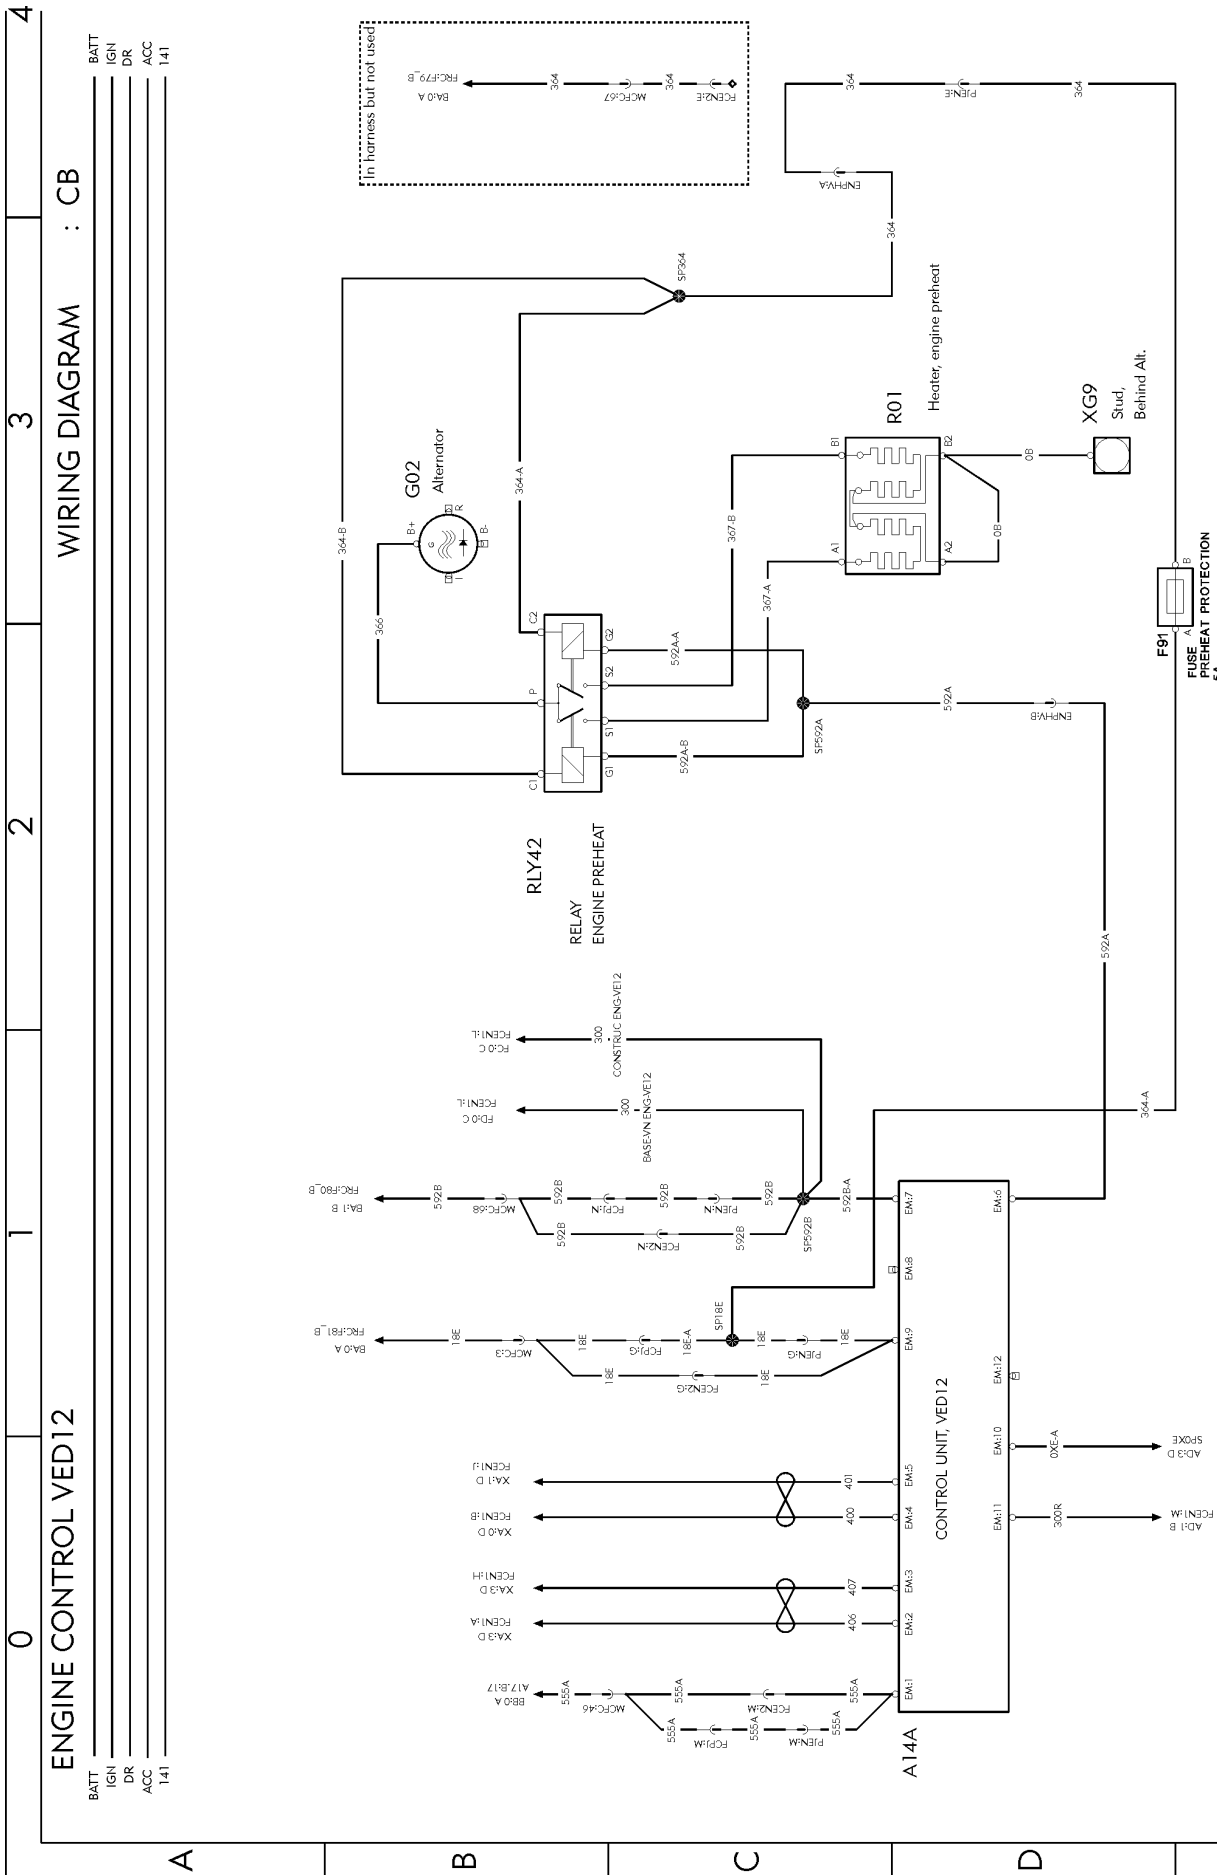 ENGINE CONTROL VED12
WIRING DIAGRAM : CB
0
1
2
3
4
A
B
C
D
BATT
IGN
DR
ACC
141
BATT
IGN
DR
ACC
141
In harness but not used
BA:0 A
FRC:F79_B
364
MCFC:67
364
FCEN2:E
364
PJEN:E
364
ENPHV:A
364
SP364
364-B
364-A
366
G02
Alternator
B+
G
I
R
B-
C1
P
C2
G1
S1
S2
G2
RLY42
RELAY
ENGINE PREHEAT
592A-B
592A-A
SP592A
367-A
367-B
A1
B1
A2
B2
R01
Heater, engine preheat
0B
0B
XG9
Stud,
Behind Alt.
592A
ENPHV:B
592A
F91
A
B
FUSE
PREHEAT PROTECTION
5A
364-A
BB:0 A
A17.B:17
555A
MCFC:46
555A
555A
FCPJ:M
FCEN2:M
555A
PJEN:M
555A
555A
XA:3 D
FCEN1:A
406
XA:3 D
FCEN1:H
407
XA:0 D
FCEN1:B
400
XA:1 D
FCEN1:J
401
BA:0 A
FRC:F81_B
18E
MCFC:3
18E
18E
FCPJ:G
FCEN2:G
18E-A
SP18E
18E
18E
PJEN:G
18E
BA:1 B
FRC:F80_B
592B
MCFC:68
592B
592B
FCPJ:N
FCEN2:N
592B
592B
PJEN:N
592B
SP592B
592B-A
FD:0 C
FCEN1:L
300
BASE-VN ENG-VE12
FC:0 C
FCEN1:L
300
CONSTRUC ENG-VE12
A14A
CONTROL UNIT, VED12
EM:1
EM:2
EM:3
EM:4
EM:5
EM:9
EM:8
EM:7
EM:11
EM:10
EM:12
EM:6
300R
AD:1 B
FCEN1:M
0XE-A
AD:3 D
SP0XE